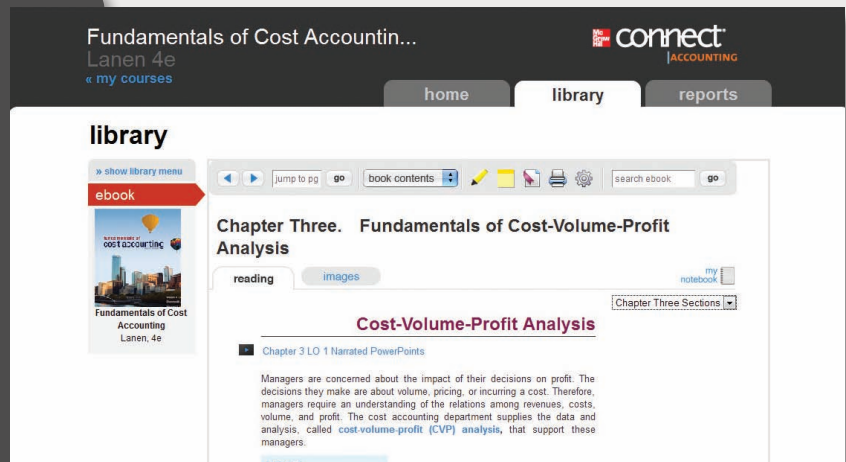 Fundamentals of Cost Accountin...
Lanen 4e
« my courses
Mc
Graw
Hill
connect
|ACCOUNTING
home
library
reports
library
» show library menu
ebook
jump to pg
go
book contents
search ebook
go
fundamentals of
cost accounting
Fundamentals of Cost
Accounting
Lanen, 4e
Chapter Three. Fundamentals of Cost-Volume-Profit
Analysis
reading
images
my
notebook
Chapter Three Sections
Cost-Volume-Profit Analysis
Chapter 3 LO 1 Narrated PowerPoints
Managers are concerned about the impact of their decisions on profit. The
decisions they make are about volume, pricing, or incurring a cost. Therefore,
managers require an understanding of the relations among revenues, costs,
volume, and profit. The cost accounting department supplies the data and
analysis, called cost-volume-profit (CVP) analysis, that support these
managers.